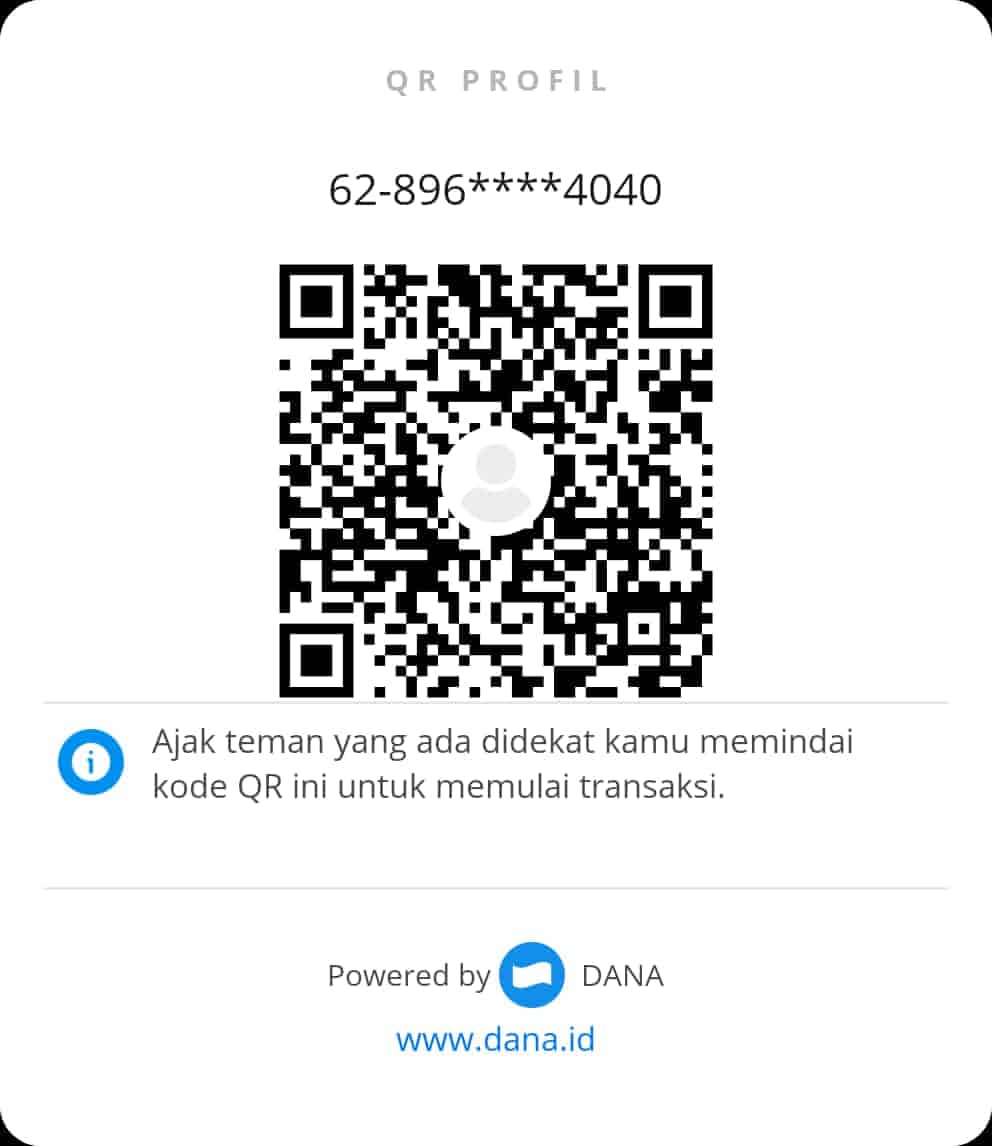 QR PROFIL
62-896****4040
Ajak teman yang ada didekat kamu memindai
kode QR ini untuk memulai transaksi.
Powered by DANA
www.dana.id